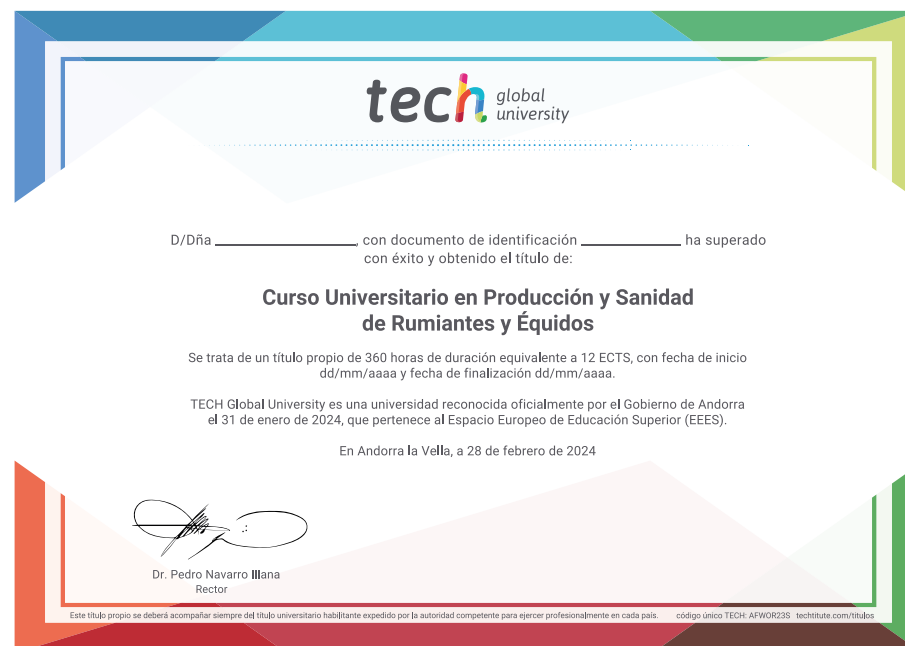 tech global university
D/Dña ____________, con documento de identificación ____________ ha superado
con éxito y obtenido el título de:
Curso Universitario en Producción y Sanidad
de Rumiantes y Équidos
Se trata de un título propio de 360 horas de duración equivalente a 12 ECTS, con fecha de inicio
dd/mm/aaaa y fecha de finalización dd/mm/aaaa.
TECH Global University es una universidad reconocida oficialmente por el Gobierno de Andorra
el 31 de enero de 2024, que pertenece al Espacio Europeo de Educación Superior (EEES).
En Andorra la Vella, a 28 de febrero de 2024
Dr. Pedro Navarro Illana
Rector
Este título propio se deberá acompañar siempre del título universitario habilitante expedido por la autoridad competente para ejercer profesionalmente en cada país. código único TECH: AFWOR23S techtitute.com/titulos